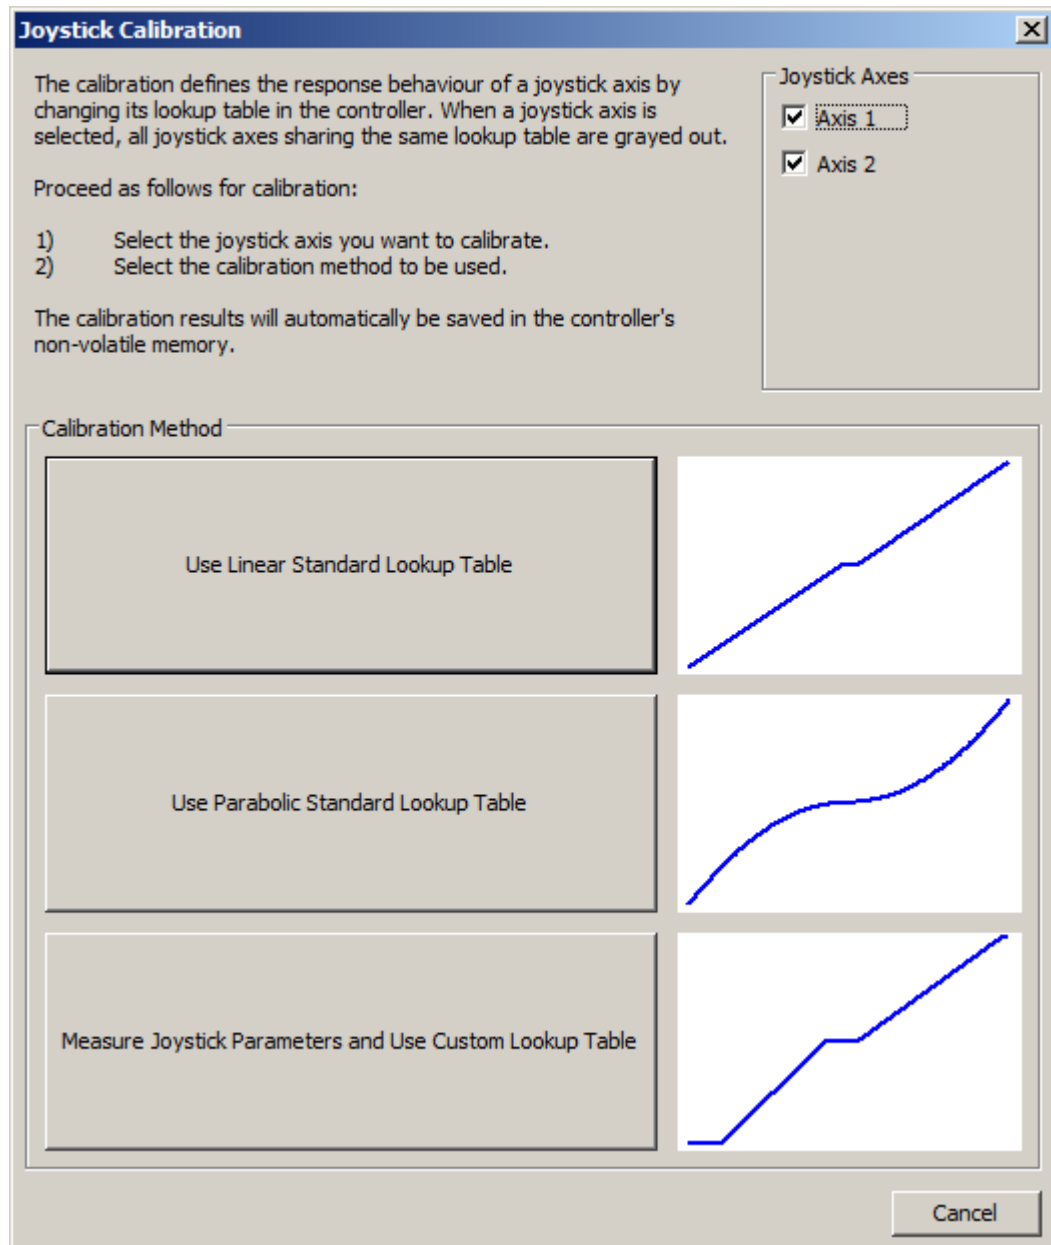 Joystick Calibration
The calibration defines the response behaviour of a joystick axis by
changing its lookup table in the controller. When a joystick axis is
selected, all joystick axes sharing the same lookup table are grayed out.
Proceed as follows for calibration:
1) Select the joystick axis you want to calibrate.
2) Select the calibration method to be used.
The calibration results will automatically be saved in the controller's
non-volatile memory.
Joystick Axes
Axis 1
Axis 2
Calibration Method
Use Linear Standard Lookup Table
Use Parabolic Standard Lookup Table
Measure Joystick Parameters and Use Custom Lookup Table
Cancel